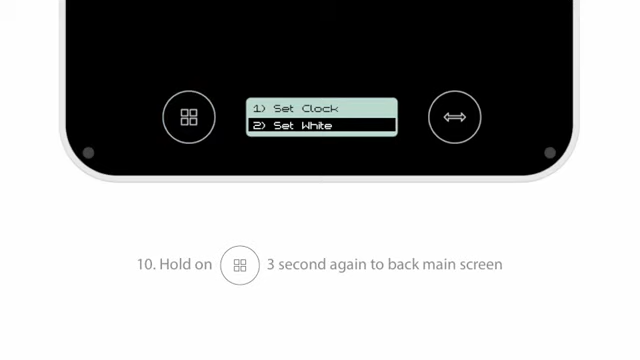 1) Set Clock
2) Set White
10. Hold on 3 second again to back main screen